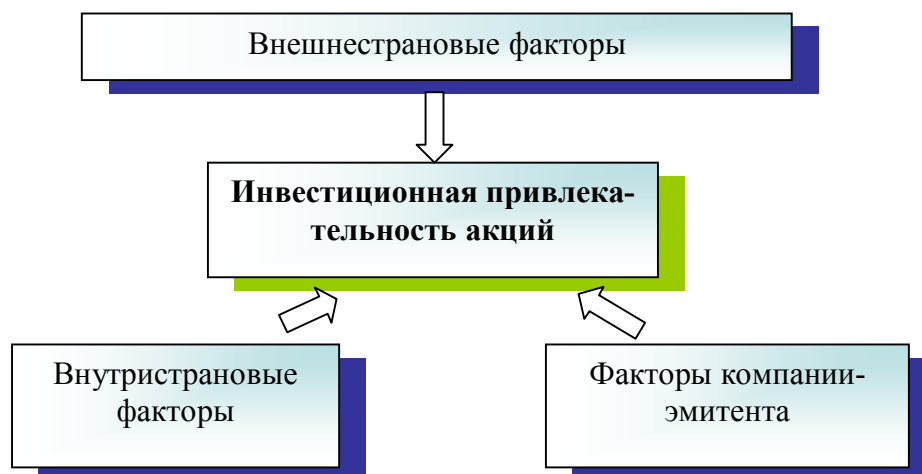 Внешнестрановые факторы
Инвестиционная привлека-
тельность акций
Внутристрановые
факторы
Факторы компании-
эмитента